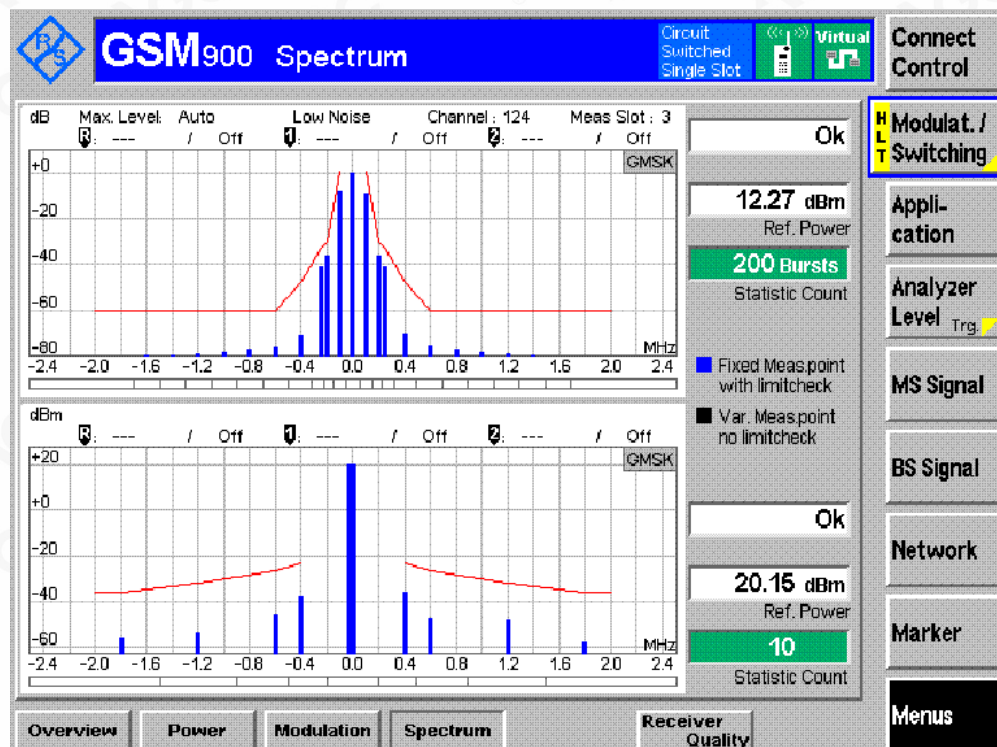 R/S
GSM900 Spectrum
Circuit
Switched
Single Slot
Virtual
Connect
Control
dB Max. Level: Auto Low Noise Channel : 124 Meas Slot : 3
R: --- / Off 1: --- / Off 2: --- / Off
GMSK
+0
-20
-40
-60
-80
MHz
-2.4 -2.0 -1.6 -1.2 -0.8 -0.4 0.0 0.4 0.8 1.2 1.6 2.0 2.4
Ok
12.27 dBm
Ref. Power
200 Bursts
Statistic Count
Fixed Meas.point
with limitcheck
Var. Meas.point
no limitcheck
dBm
R: --- / Off 1: --- / Off 2: --- / Off
GMSK
+20
+0
-20
-40
-60
MHz
-2.4 -2.0 -1.6 -1.2 -0.8 -0.4 0.0 0.4 0.8 1.2 1.6 2.0 2.4
Ok
20.15 dBm
Ref. Power
10
Statistic Count
HLT
Modulat. /
Switching
Appli-
cation
Analyzer
Level Trg.
MS Signal
BS Signal
Network
Marker
Menus
Overview Power Modulation Spectrum Receiver
Quality